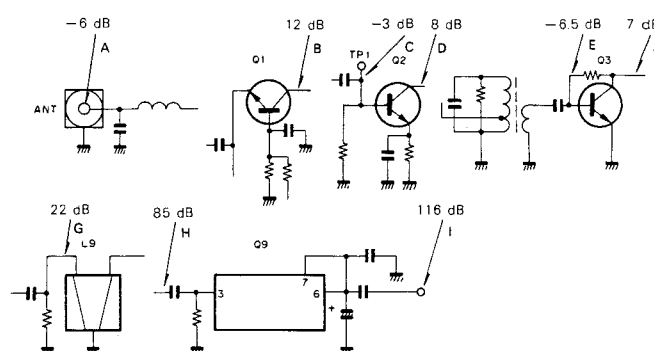 −6 dB
A
ANT
Q1
12 dB
B
TP1
−3 dB
C
Q2
8 dB
D
−6.5 dB
E
Q3
7 dB
22 dB
G
L9
85 dB
H
Q9
3
7
6
+
116 dB
I